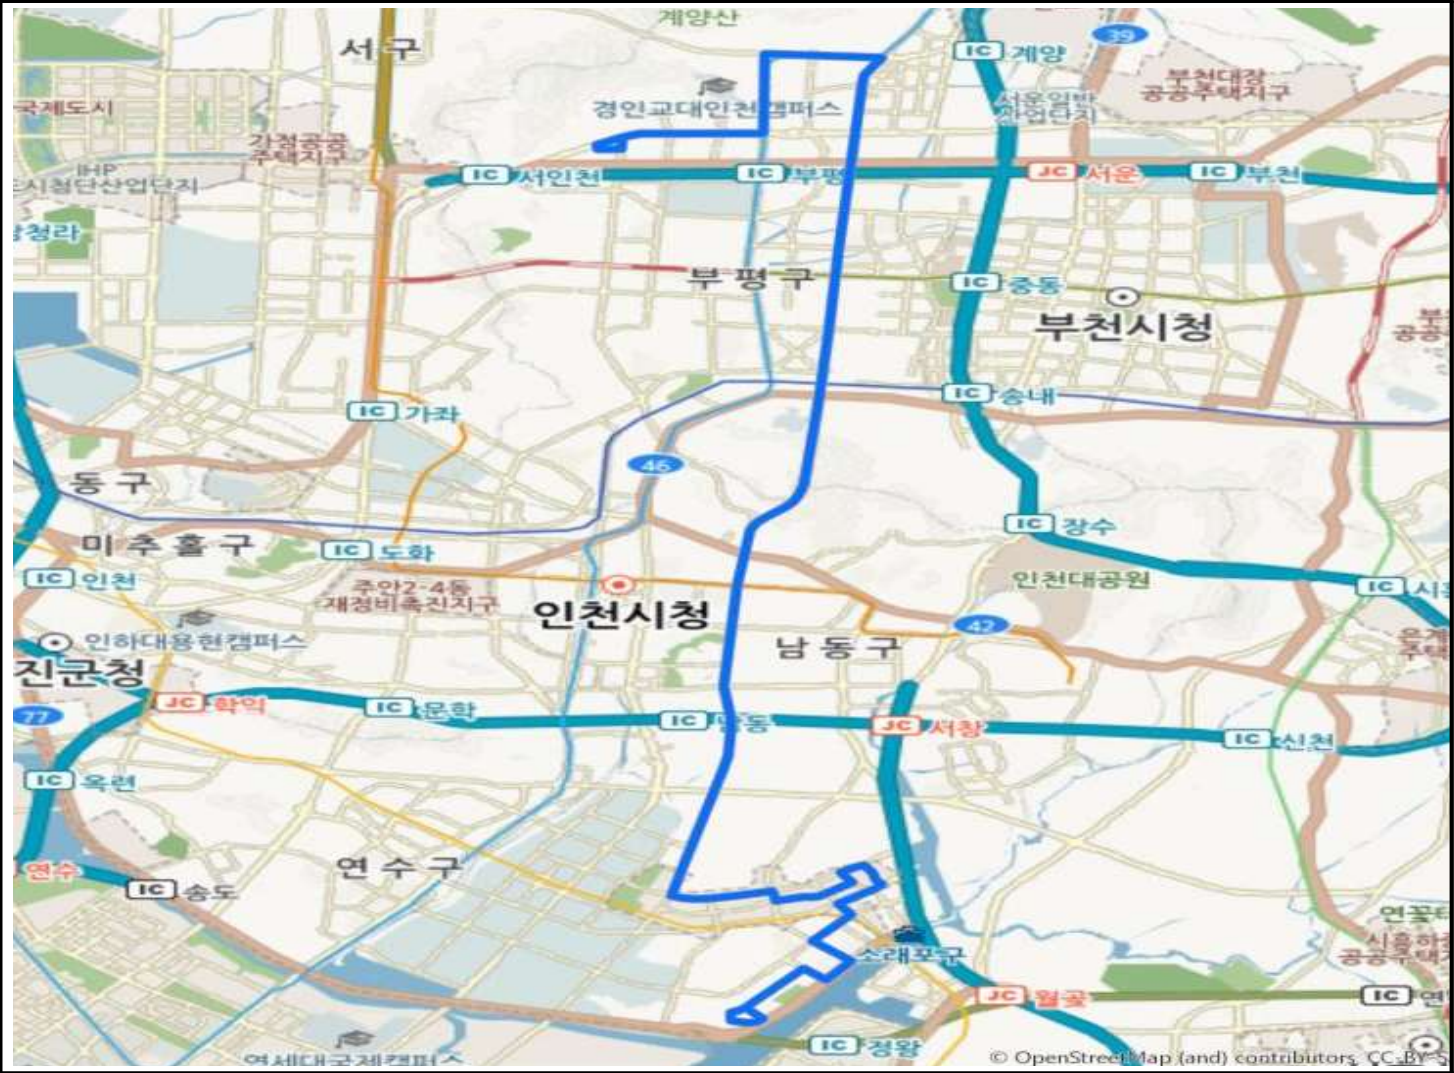 계양산
서구
IC 계양
39
부천대장
공공주택지구
국제도시
경인교대인천캠퍼스
서운일반
산업단지
가정공공
주택지구
IHP
도시첨단산업단지
IC 서인천
IC 부평
JC 서운
IC 부천
청라
부평구
IC 중동
부천시청
IC 송내
IC 가좌
46
동구
미추홀구
IC 도화
IC 장수
IC 인천
주안2-4동
재정비촉진지구
인천시청
인천대공원
IC
인하대용현캠퍼스
남동구
42
진군청
77
JC 학익
IC 문학
IC 남동
JC 서창
IC 신천
IC 옥련
연수
IC 송도
연수구
소래포구
JC 월곶
IC
IC 정왕
연세대국제캠퍼스
© OpenStreetMap (and) contributors, CC-BY-S